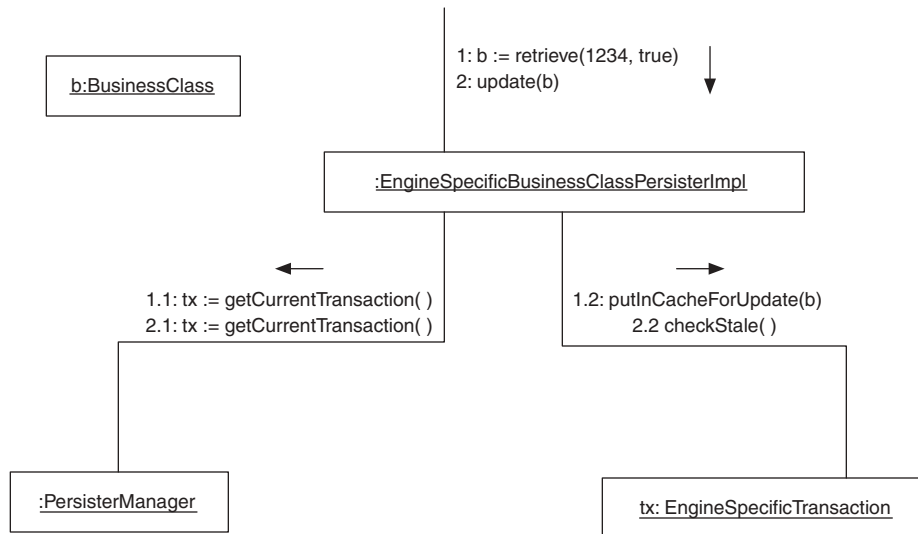 1: b := retrieve(1234, true)
2: update(b)
b:BusinessClass
:EngineSpecificBusinessClassPersisterImpl
1.1: tx := getCurrentTransaction( )
2.1: tx := getCurrentTransaction( )
1.2: putInCacheForUpdate(b)
2.2 checkStale( )
:PersisterManager
tx: EngineSpecificTransaction